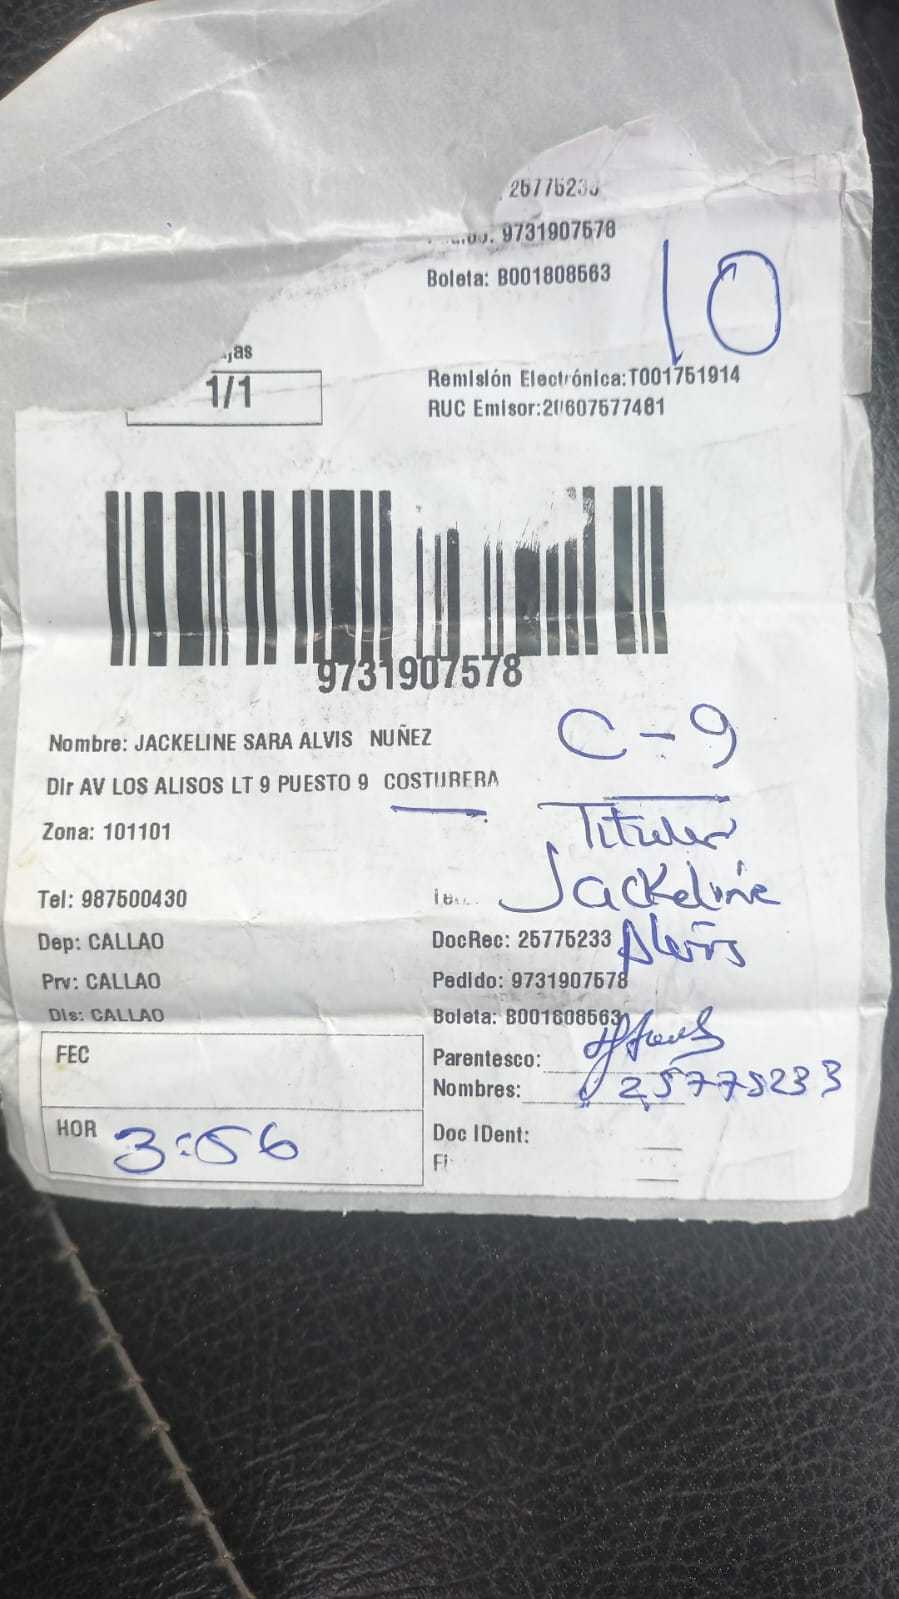 25775233
9731907578
Boleta: B001808563
10
1/1
Remisión Electrónica:T001751914
RUC Emisor:20607577481
9731907578
Nombre: JACKELINE SARA ALVIS NUÑEZ
C-9
Dir AV LOS ALISOS LT 9 PUESTO 9 COSTURERA
Titular
Zona: 101101
Jackeline
Tel: 987500430
Alvis
Dep: CALLAO
DocRec: 25775233
Prv: CALLAO
Pedido: 9731907578
Dis: CALLAO
Boleta: B001808563
FEC
Parentesco:
Nombres: 25775233
HOR 3:56
Doc IDent: